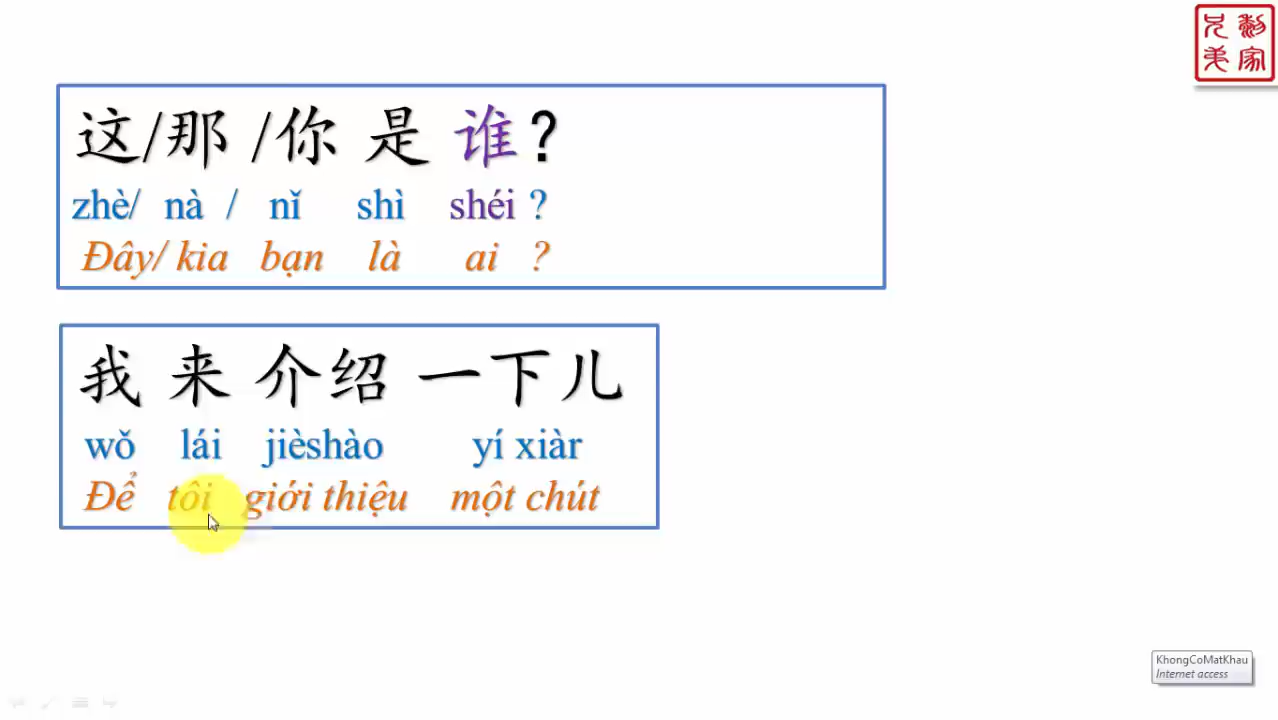 这/那 /你 是 谁?
zhè/ nà / nǐ shì shéi ?
Đây/ kia bạn là ai ?
我 来 介绍 一下儿
wǒ lái jièshào yí xiàr
Để tôi giới thiệu một chút
KhongCoMatKhau
Internet access